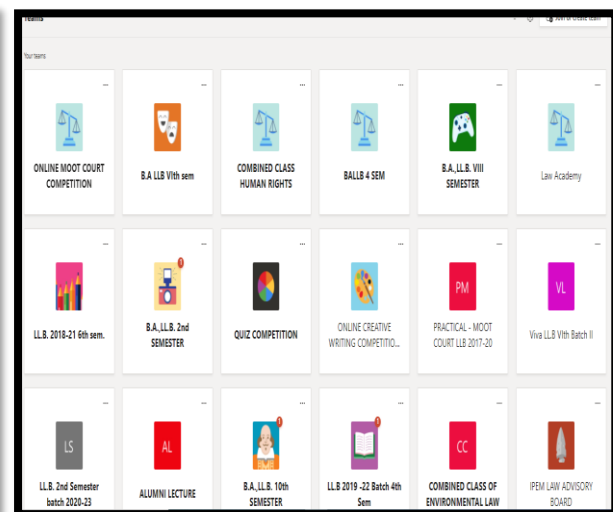 Teams
Join or create team
Your teams
ONLINE MOOT COURT
COMPETITION
B.A LLB VIth sem
COMBINED CLASS
HUMAN RIGHTS
BALLB 4 SEM
B.A.,LL.B. VIII
SEMESTER
Law Academy
LL.B. 2018-21 6th sem.
B.A.,LL.B. 2nd
SEMESTER
QUIZ COMPETITION
ONLINE CREATIVE
WRITING COMPETITIO...
PM
PRACTICAL - MOOT
COURT LLB 2017-20
VL
Viva LL.B VIth Batch II
LS
LL.B. 2nd Semester
batch 2020-23
AL
ALUMNI LECTURE
B.A.,LL.B. 10th
SEMESTER
LL.B 2019 -22 Batch 4th
Sem
CC
COMBINED CLASS OF
ENVIRONMENTAL LAW
IPEM LAW ADVISORY
BOARD